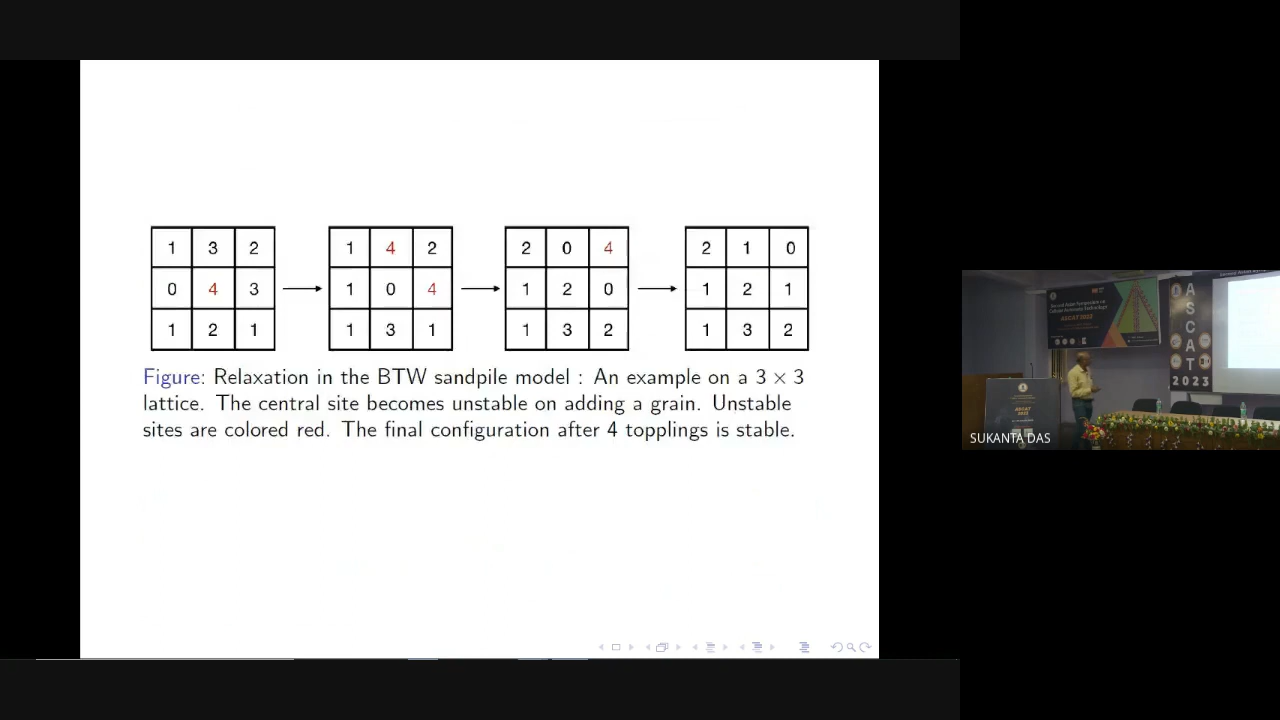 1 3 2 1 4 2 2 0 4 2 1 0
0 4 3 1 0 4 1 2 0 1 2 1
1 2 1 1 3 1 1 3 2 1 3 2
Figure: Relaxation in the BTW sandpile model : An example on a 3 × 3
lattice. The central site becomes unstable on adding a grain. Unstable
sites are colored red. The final configuration after 4 topplings is stable.
ASCAT
2023
SUKANTA DAS